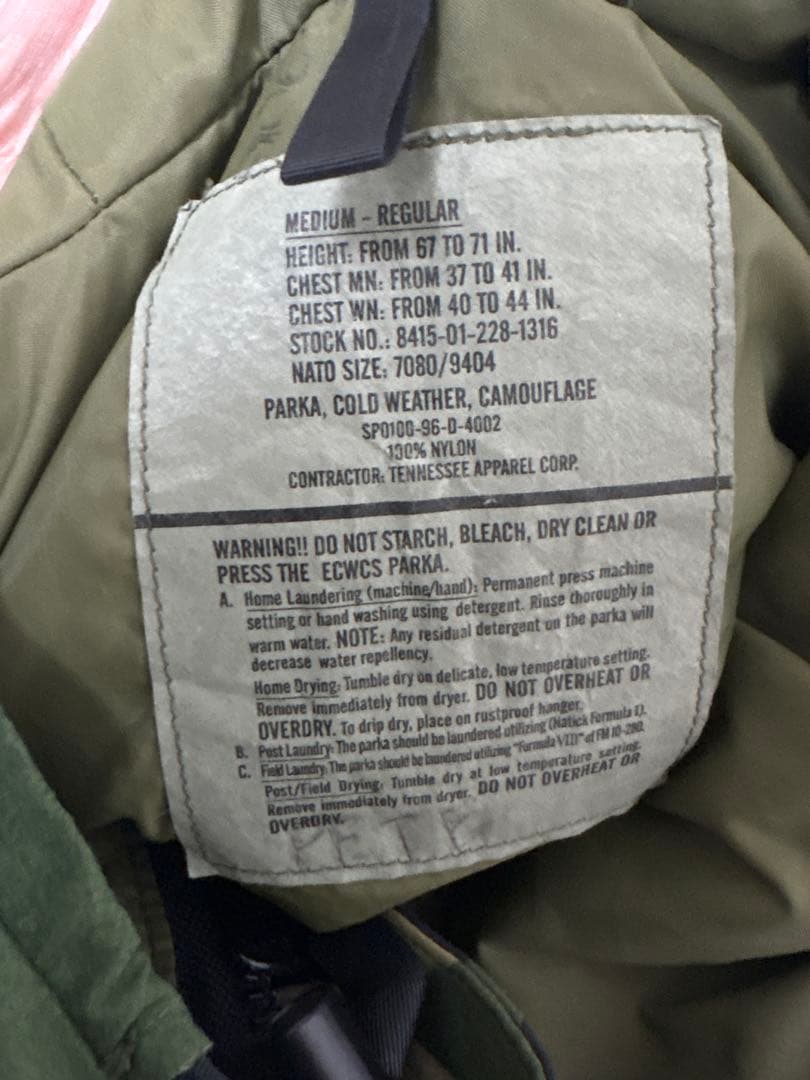 MEDIUM - REGULAR
HEIGHT: FROM 67 TO 71 IN.
CHEST MN: FROM 37 TO 41 IN.
CHEST WN: FROM 40 TO 44 IN.
STOCK NO.: 8415-01-228-1316
NATO SIZE: 7080/9404
PARKA, COLD WEATHER, CAMOUFLAGE
SP0100-96-D-4002
100% NYLON
CONTRACTOR: TENNESSEE APPAREL CORP.
WARNING!! DO NOT STARCH, BLEACH, DRY CLEAN OR
PRESS THE ECWCS PARKA.
A. Home Laundering (machine/hand): Permanent press machine
setting or hand washing using detergent. Rinse thoroughly in
warm water. NOTE: Any residual detergent on the parka will
decrease water repellency.
Home Drying: Tumble dry on delicate, low temperature setting.
Remove immediately from dryer. DO NOT OVERHEAT OR
OVERDRY. To drip dry, place on rustproof hanger.
B. Post Laundry: The parka should be laundered utilizing (Natick Formula I).
C. Field Laundry: The parka should be laundered utilizing "Formula VII" of FM 10-280.
Post/Field Drying: Tumble dry at low temperature setting.
Remove immediately from dryer. DO NOT OVERHEAT OR
OVERDRY.